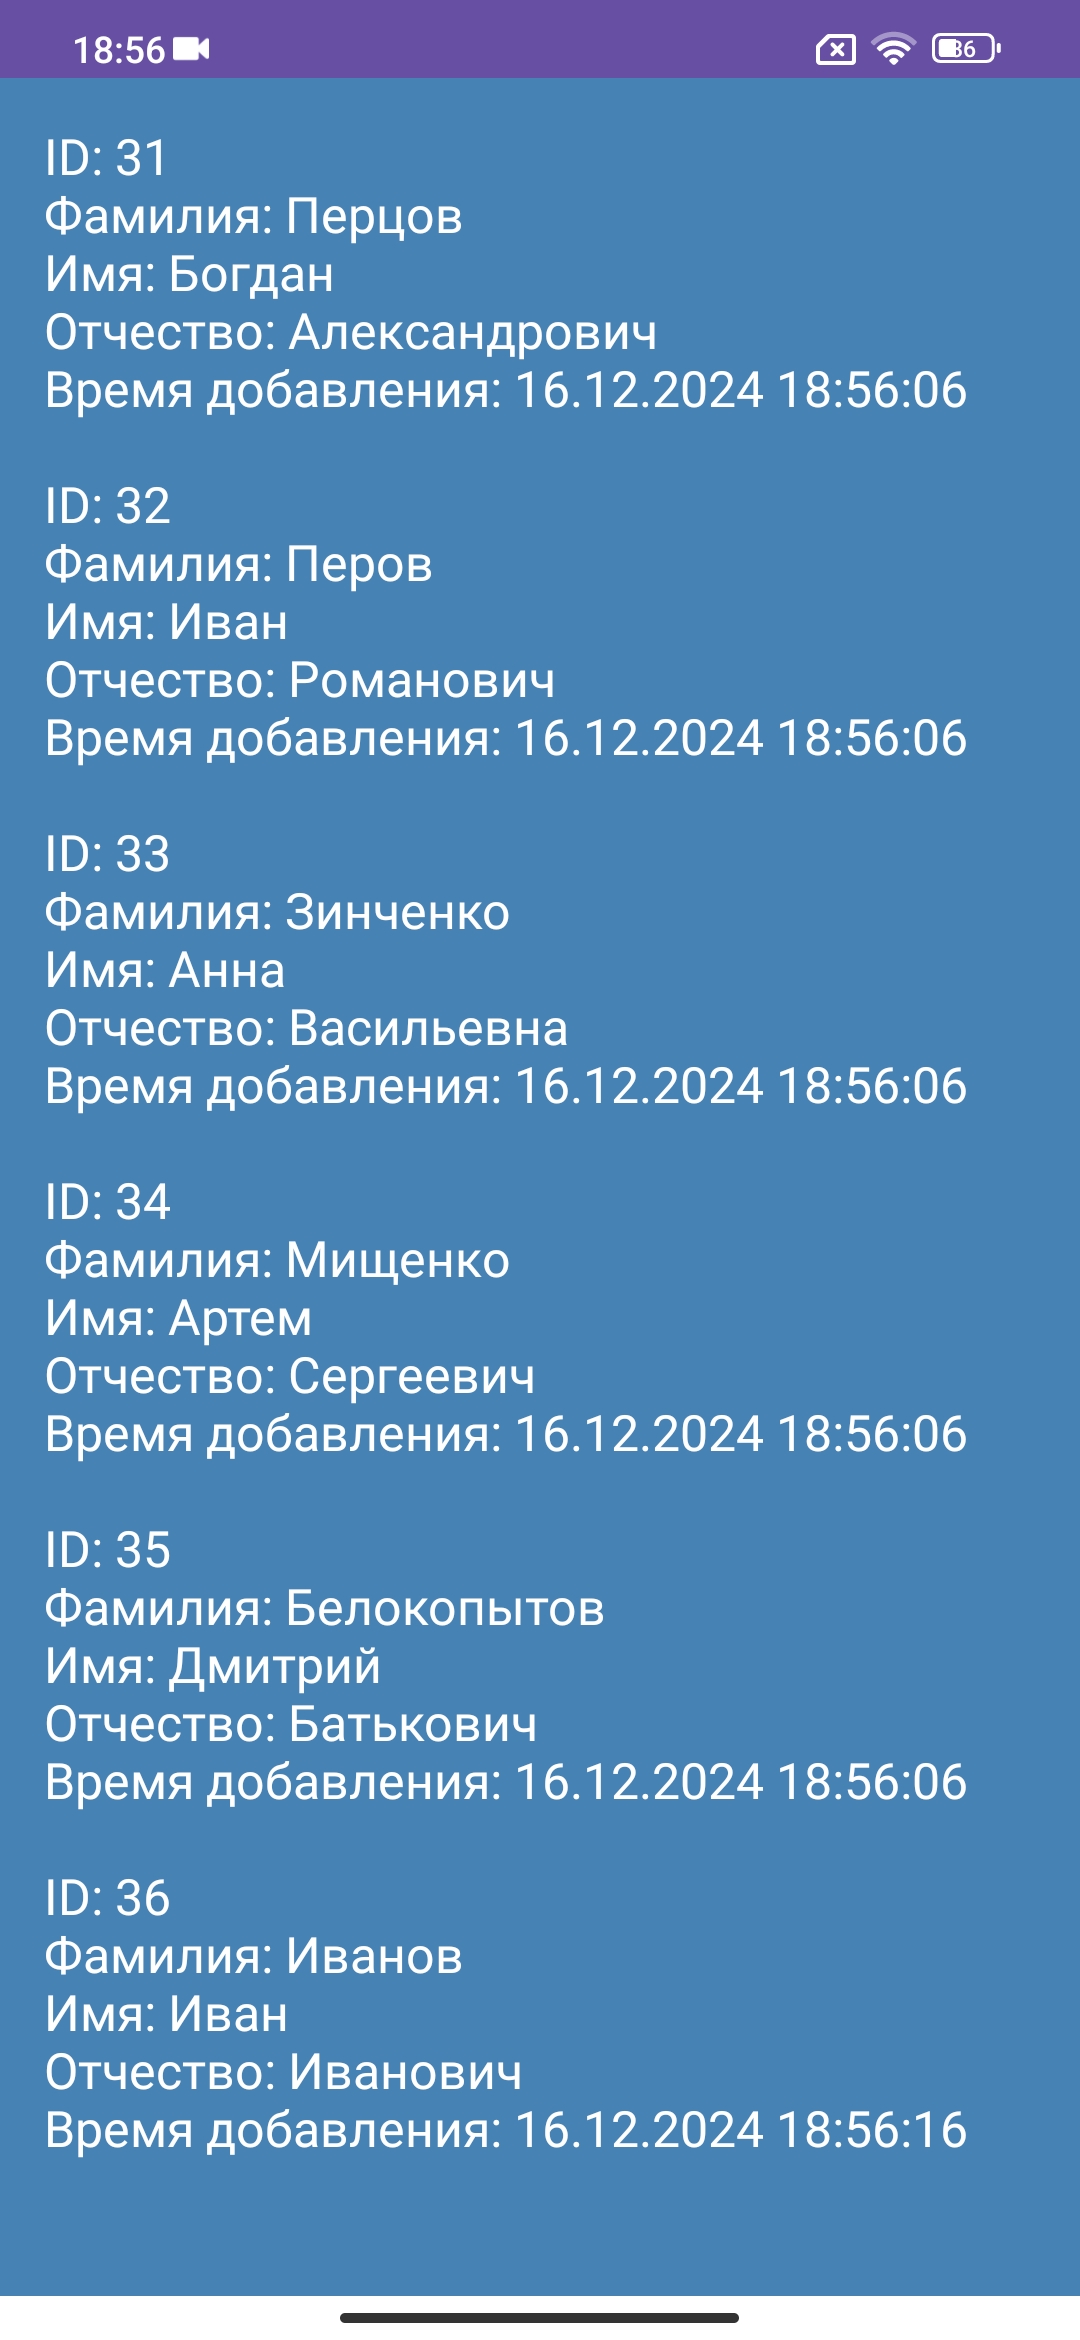 18:56
36
ID: 31
Фамилия: Перцов
Имя: Богдан
Отчество: Александрович
Время добавления: 16.12.2024 18:56:06
ID: 32
Фамилия: Перов
Имя: Иван
Отчество: Романович
Время добавления: 16.12.2024 18:56:06
ID: 33
Фамилия: Зинченко
Имя: Анна
Отчество: Васильевна
Время добавления: 16.12.2024 18:56:06
ID: 34
Фамилия: Мищенко
Имя: Артем
Отчество: Сергеевич
Время добавления: 16.12.2024 18:56:06
ID: 35
Фамилия: Белокопытов
Имя: Дмитрий
Отчество: Батькович
Время добавления: 16.12.2024 18:56:06
ID: 36
Фамилия: Иванов
Имя: Иван
Отчество: Иванович
Время добавления: 16.12.2024 18:56:16